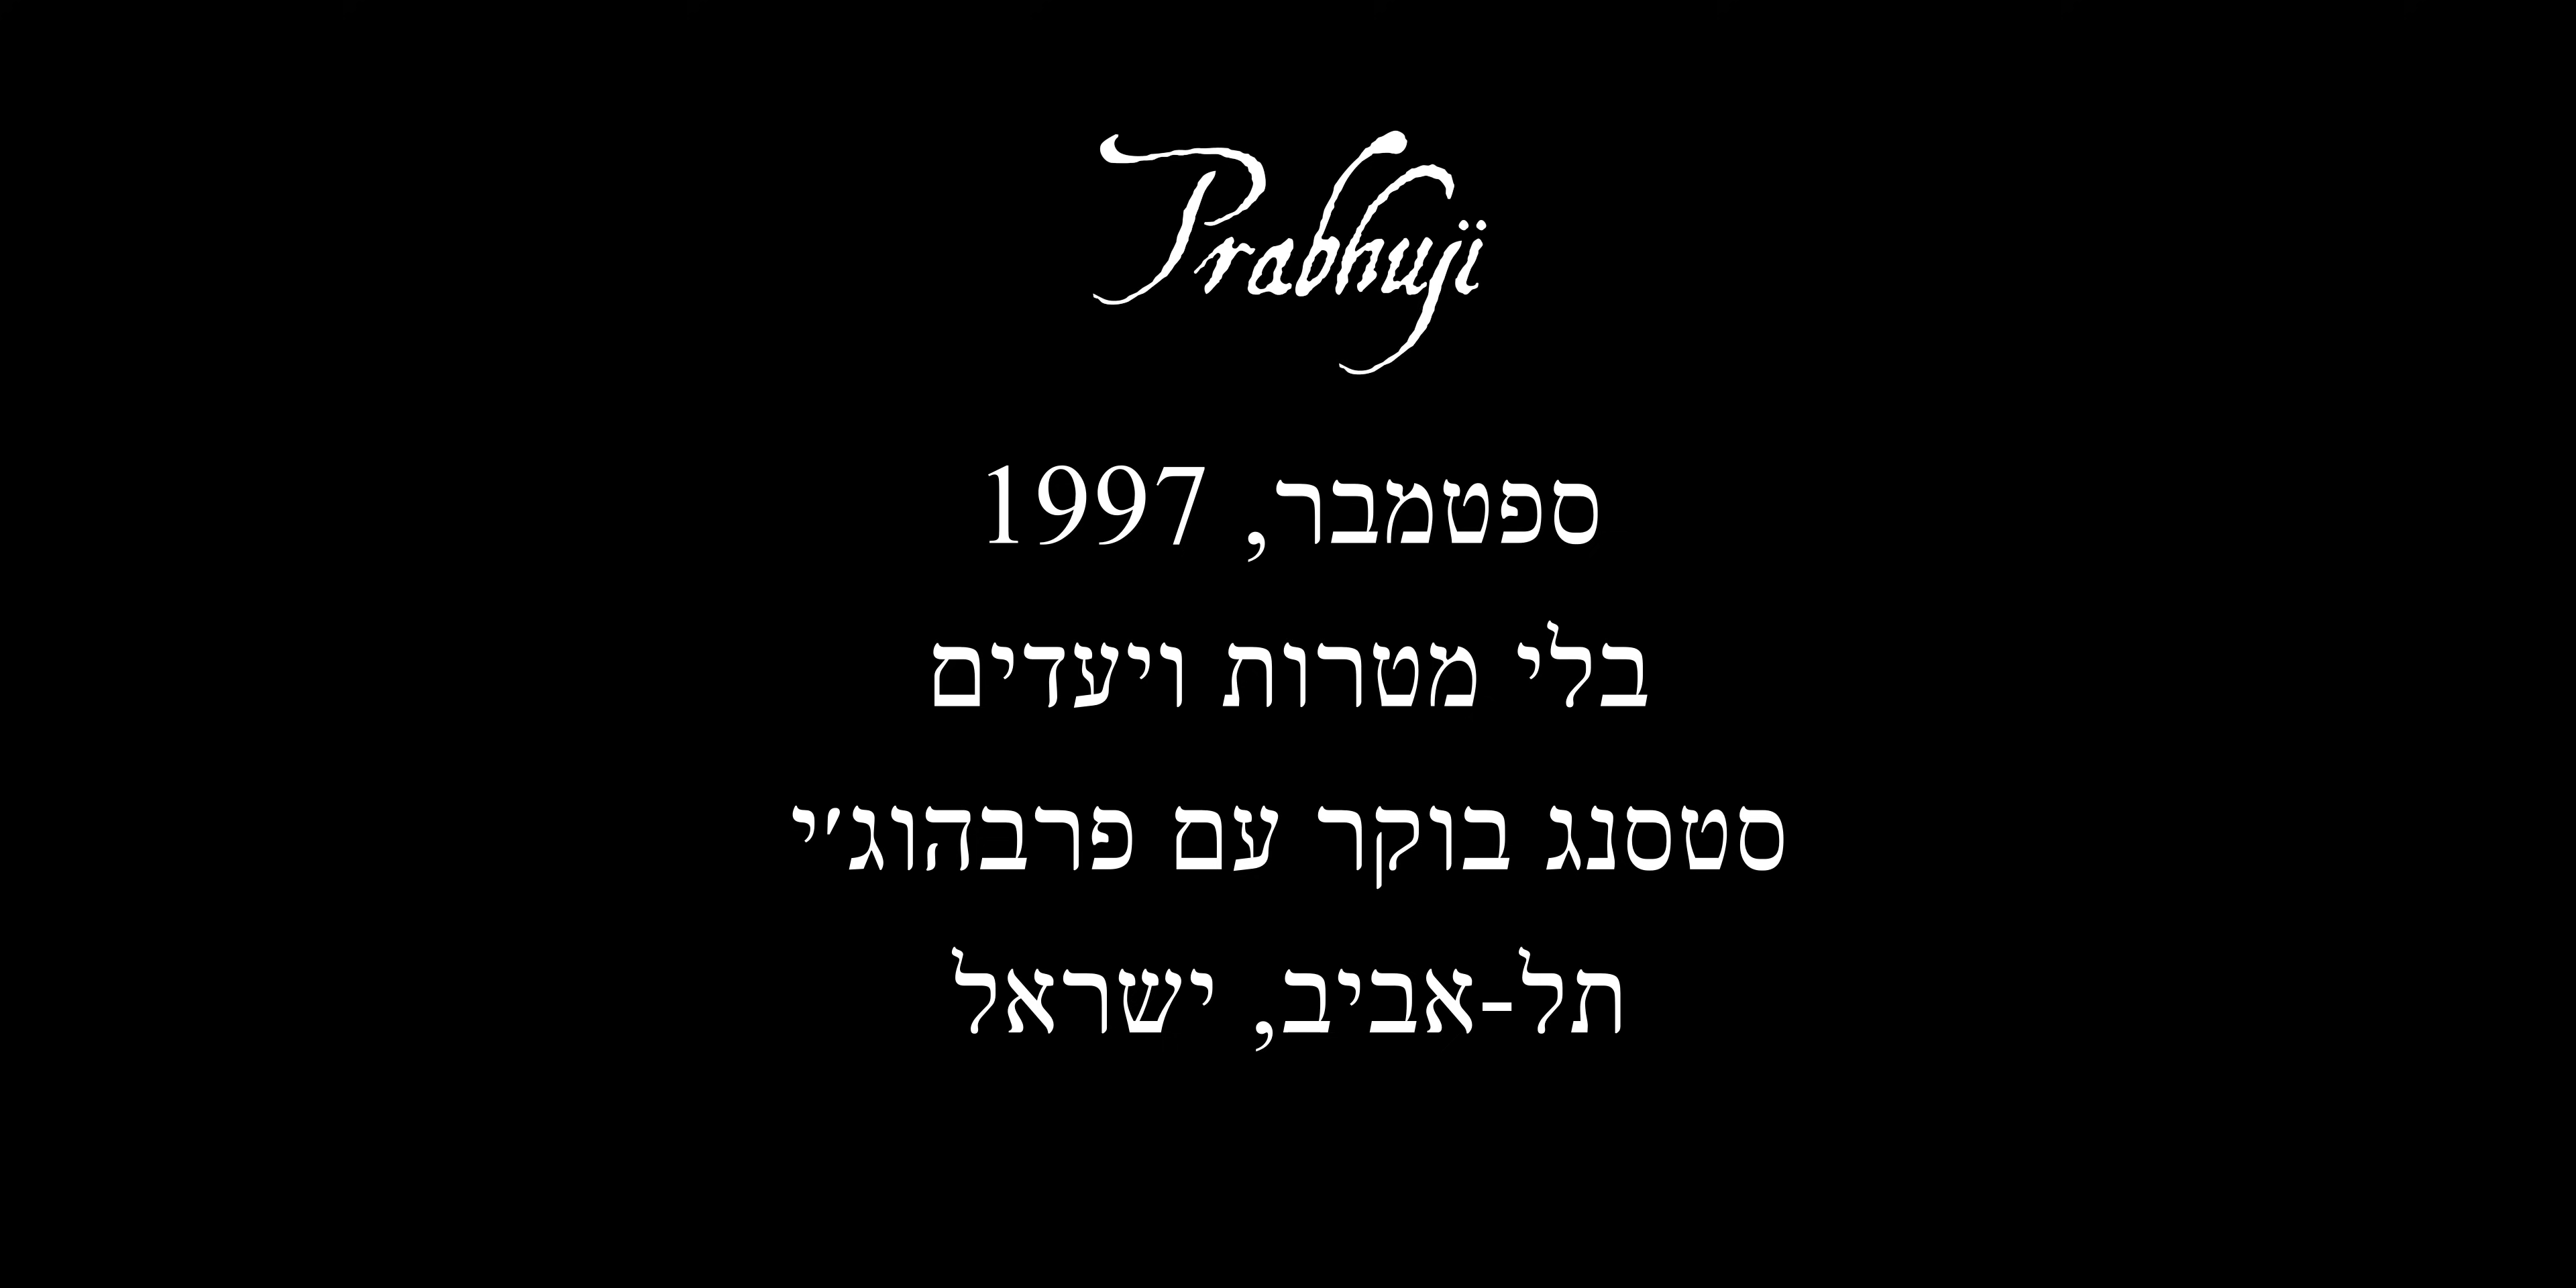 Prabhuji
ספטמבר, 1997
בלי מטרות ויעדים
סטסנג בוקר עם פרבהוג׳י
תל-אביב, ישראל